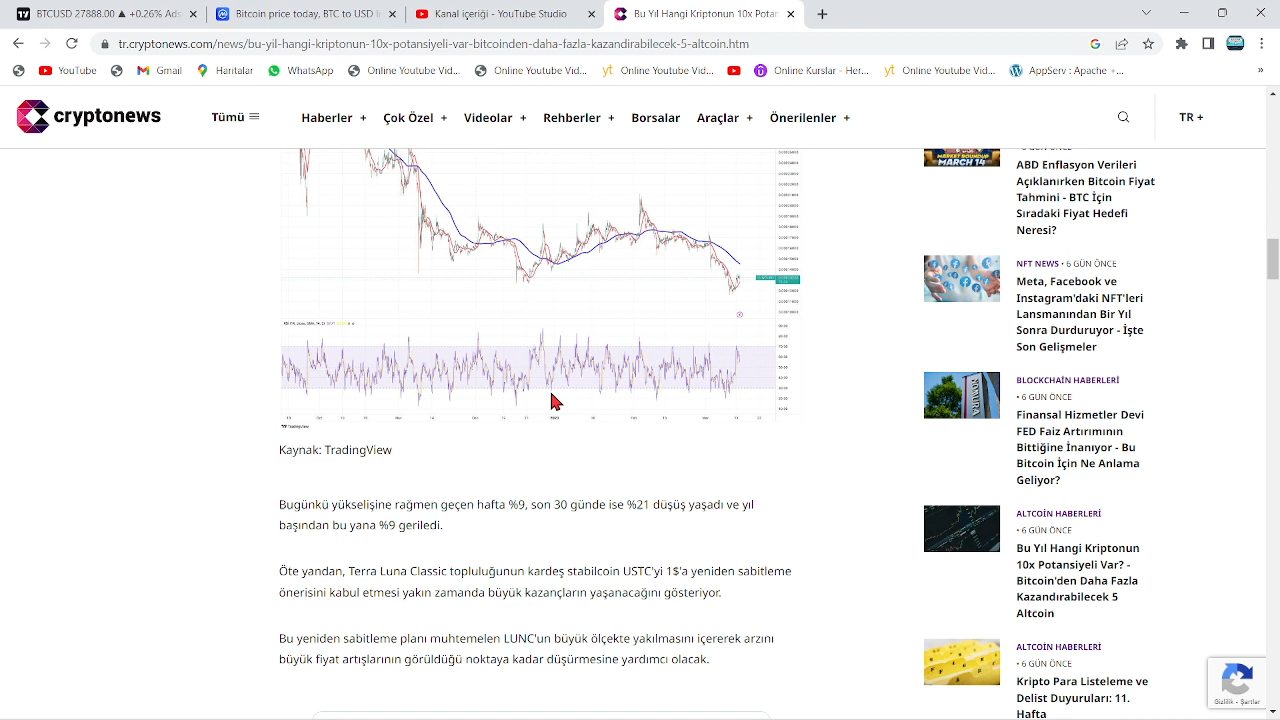 BTCUSD 27888.00 ▲ +0.26% Adı
Bitcoin price today, BTC to USD li
Kanal içeriği - YouTube Studio
Bu Yıl Hangi Kriptonun 10x Potan
tr.cryptonews.com/news/bu-yil-hangi-kriptonun-10x-potansiyeli-var-bitcoinden-daha-fazla-kazandirabilecek-5-altcoin.htm
YouTube
Gmail
Haritalar
WhatsApp
Online Youtube Vid...
Online Youtube Vid...
Kurslar - Her...
Online Youtube Vid...
AppServ : Apache +...
»
cryptonews
Tümü
Haberler +
Çok Özel +
Videolar +
Rehberler +
Borsalar
Araçlar +
Önerilenler +
TR +
TradingView
Kaynak: TradingView
Bugünkü yükselişine rağmen geçen hafta %9, son 30 günde ise %21 düşüş yaşadı ve yıl
başından bu yana %9 geriledi.
Öte yandan, Terra Luna Classic topluluğunun kardeş stabilcoin USTC'yi 1$'a yeniden sabitleme
önerisini kabul etmesi yakın zamanda büyük kazançların yaşanacağını gösteriyor.
Bu yeniden sabitleme planı muhtemelen LUNC'un büyük ölçekte yakılmasını içererek arzını
büyük fiyat artışlarının görüldüğü noktaya kadar düşürmesine yardımcı olacak.
MARKET ROUNDUP
MARCH 14
ABD Enflasyon Verisi
Açıklanırken Bitcoin Fiyat
Tahmini - BTC İçin
Sıradaki Fiyat Hedefi
Neresi?
NFT NEWS • 6 GÜN ÖNCE
Meta, Facebook ve
Instagram'daki NFT'leri
Lansmanından Bir Yıl
Sonra Durduruyor - İşte
Son Gelişmeler
NOMURA
BLOCKCHAİN HABERLERİ
• 6 GÜN ÖNCE
Finansal Hizmetler Devi
FED Faiz Artırımının
Bittiğine İnanıyor - Bu
Bitcoin İçin Ne Anlama
Geliyor?
ALTCOİN HABERLERİ
• 6 GÜN ÖNCE
Bu Yıl Hangi Kriptonun
10x Potansiyeli Var? -
Bitcoin'den Daha Fazla
Kazandırabilecek 5
Altcoin
ALTCOİN HABERLERİ
• 6 GÜN ÖNCE
Kripto Para Listeleme ve
Delist Duyuruları: 11.
Hafta
Gizlilik - Şartlar